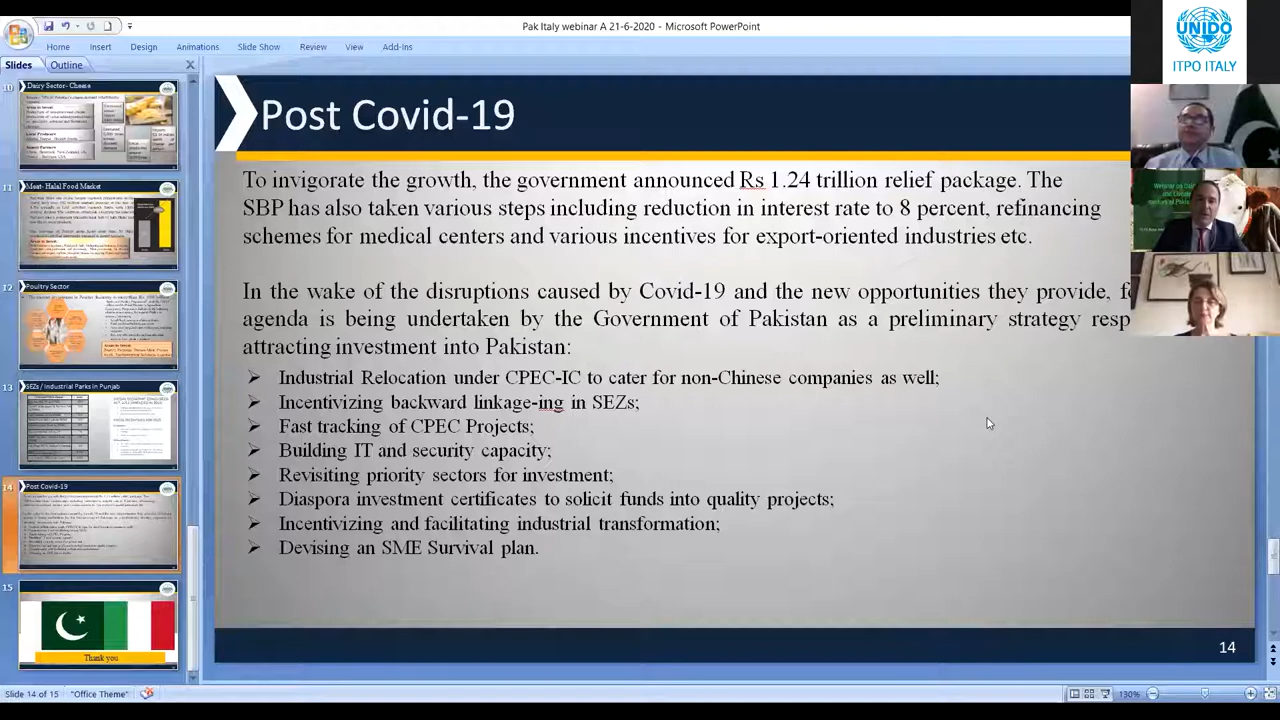 Pak Italy webinar A 21-6-2020 - Microsoft PowerPoint
Home Insert Design Animations Slide Show Review View Add-Ins
Slides Outline
UNIDO
ITPO ITALY
10
Dairy Sector- Cheese
11
Meat- Halal Food Market
12
Poultry Sector
13
SEZs / Industrial Parks in Punjab
14
Post Covid-19
15
Thank you
Post Covid-19
To invigorate the growth, the government announced Rs 1.24 trillion relief package. The
SBP has also taken various steps including reduction interest rate to 8 percent, refinancing
schemes for medical centers and various incentives for export-oriented industries etc.
In the wake of the disruptions caused by Covid-19 and the new opportunities they provide,
agenda is being undertaken by the Government of Pakistan as a preliminary strategy
attracting investment into Pakistan:
➢ Industrial Relocation under CPEC-IC to cater for non-Chinese companies as well;
➢ Incentivizing backward linkage-ing in SEZs;
➢ Fast tracking of CPEC Projects;
➢ Building IT and security capacity;
➢ Revisiting priority sectors for investment;
➢ Diaspora investment certificates to solicit funds into quality projects;
➢ Incentivizing and facilitating industrial transformation;
➢ Devising an SME Survival plan.
14
Slide 14 of 15 "Office Theme" 130%